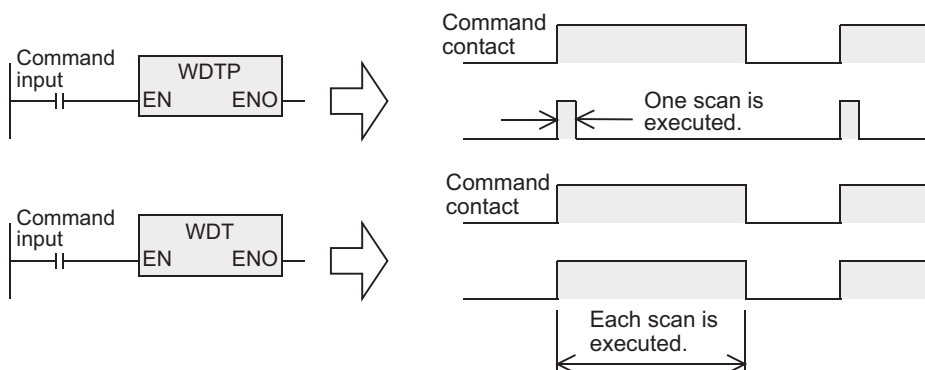 Command
input
WDTP
EN ENO
Command
contact
One scan is
executed.
Command
input
WDT
EN ENO
Command
contact
Each scan is
executed.